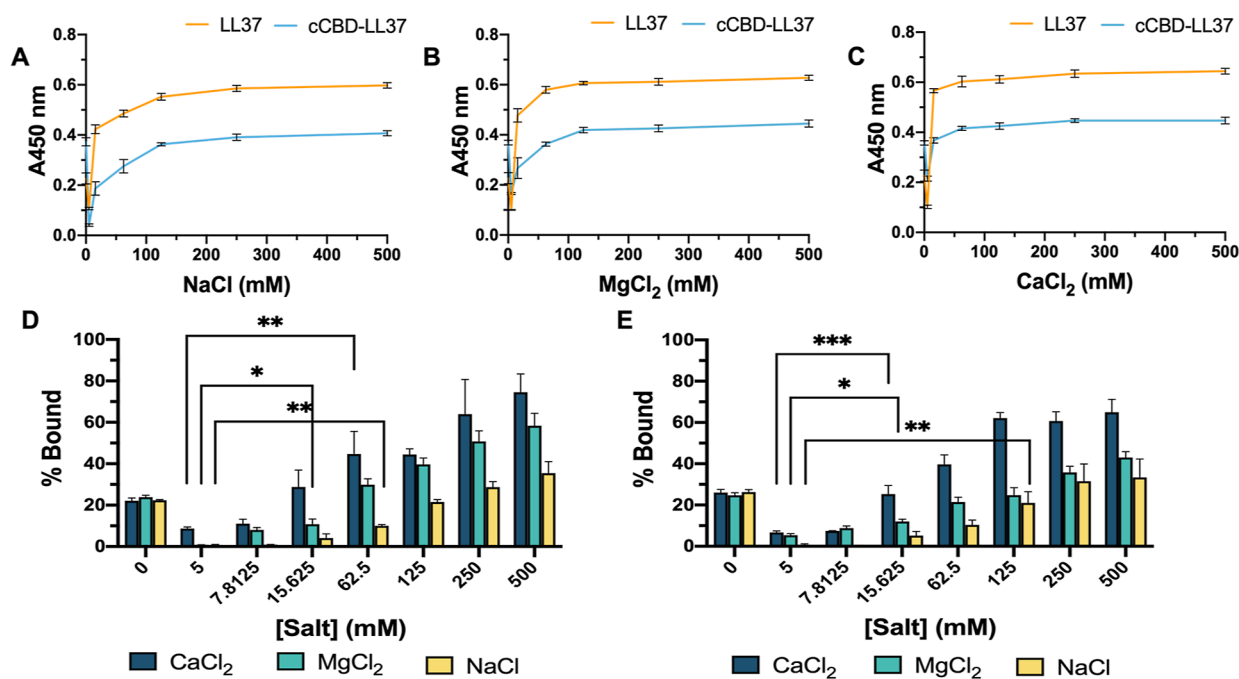 LL37 cCBD-LL37
A
A450 nm
0.8
0.6
0.4
0.2
0.0
0 100 200 300 400 500
NaCl (mM)
LL37 cCBD-LL37
B
A450 nm
0.8
0.6
0.4
0.2
0.0
0 100 200 300 400 500
MgCl₂ (mM)
LL37 cCBD-LL37
C
A450 nm
0.8
0.6
0.4
0.2
0.0
0 100 200 300 400 500
CaCl₂ (mM)
D
% Bound
100
80
60
40
20
0
**
*
**
0 5 7.8125 15.625 62.5 125 250 500
[Salt] (mM)
CaCl₂ MgCl₂ NaCl
E
% Bound
100
80
60
40
20
0
***
*
**
0 5 7.8125 15.625 62.5 125 250 500
[Salt] (mM)
CaCl₂ MgCl₂ NaCl